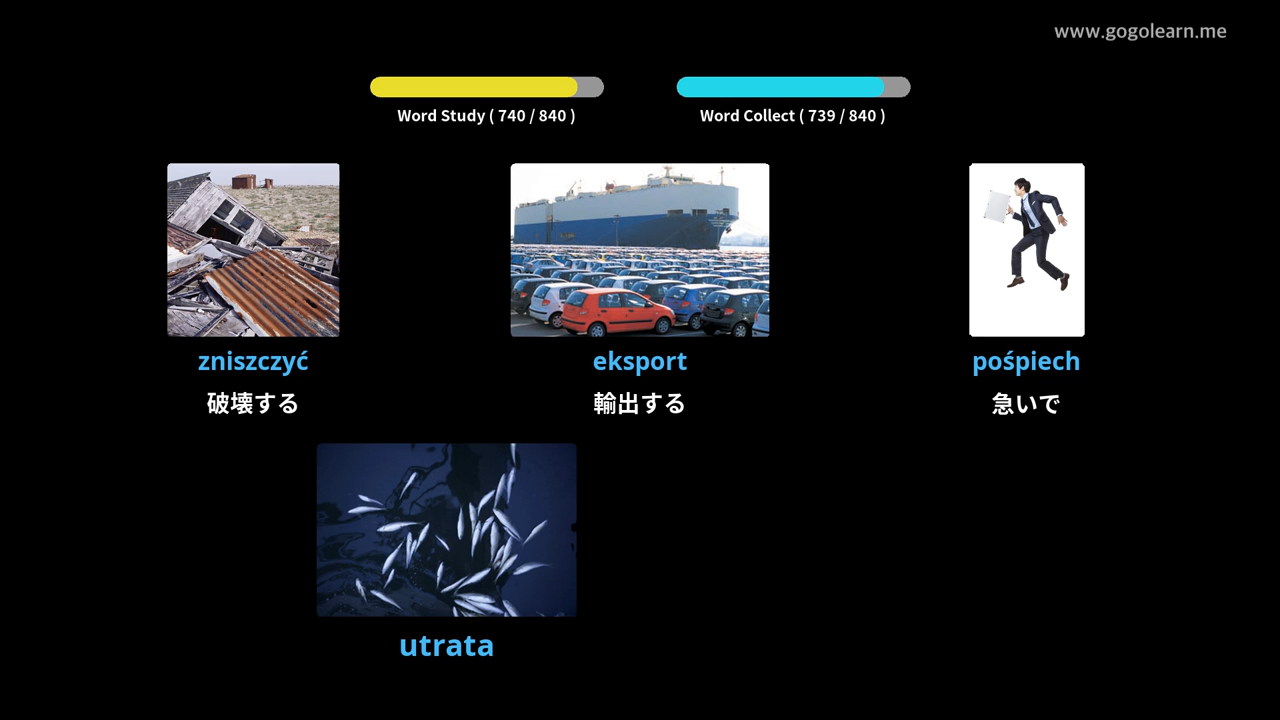 www.gogolearn.me
Word Study ( 740 / 840 )
Word Collect ( 739 / 840 )
zniszczyć
破壊する
eksport
輸出する
pośpiech
急いで
utrata